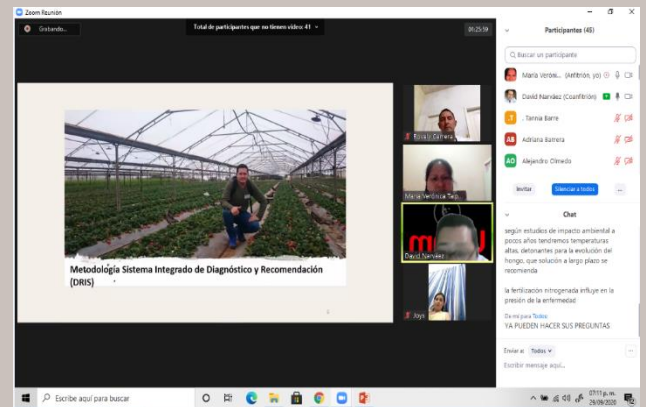 Zoom Reunión
Grabando...
Total de participantes que no tienen video: 41
01:25:59
Participantes (45)
Buscar un participante
María Veróni... (Anfitrión, yo)
David Narváez (Coanfitrión)
.T
. Tannia Barre
AB
Adriana Barrera
AO
Alejandro Olmedo
Invitar
Silenciar a todos
...
Metodología Sistema Integrado de Diagnóstico y Recomendación
(DRIS)
María Verónica Taip
David Narváez
Joys
Chat
según estudios de impacto ambiental a
pocos años tendremos temperaturas
altas, detonantes para la evolución del
hongo, que solución a largo plazo se
recomienda
la fertilización nitrogenada influye en la
presión de la enfermedad
De mí para Todos:
YA PUEDEN HACER SUS PREGUNTAS
Enviar a: Todos
Escribir mensaje aquí...
Escribe aquí para buscar
07:11 p. m.
29/09/2020